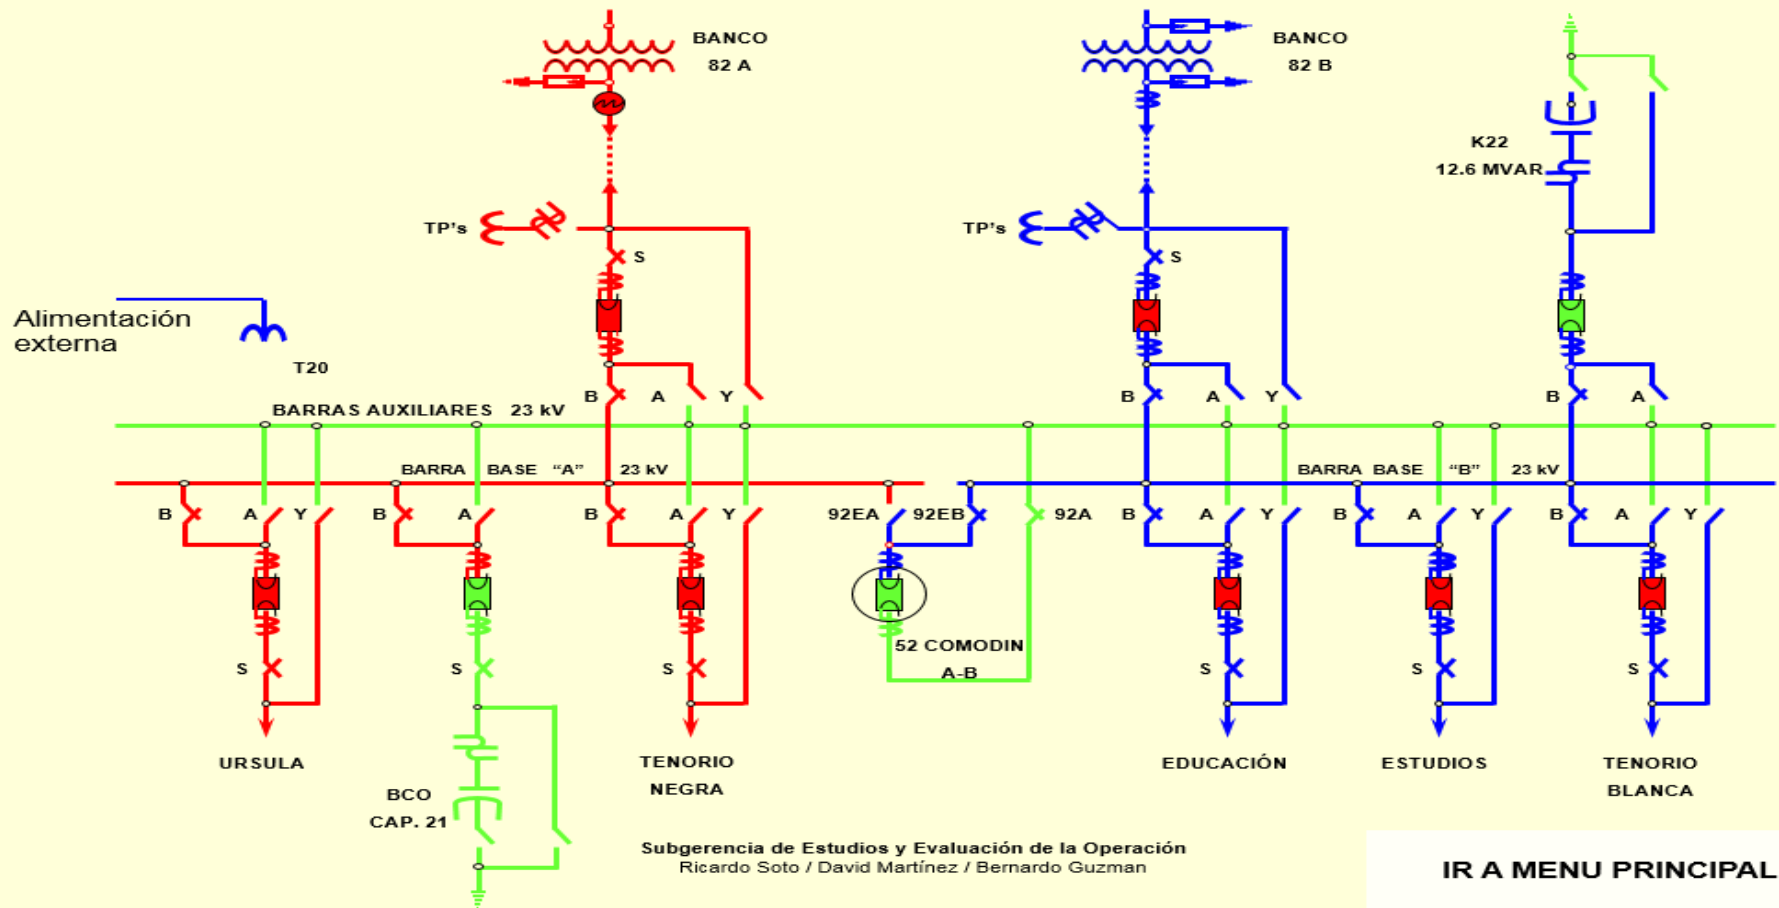 BANCO
82 A
BANCO
82 B
K22
12.6 MVAR
TP's
S
TP's
S
Alimentación
externa
T20
B A Y
B A Y
B A
BARRAS AUXILIARES 23 kV
BARRA BASE “A” 23 kV
BARRA BASE “B” 23 kV
B A Y B A B A Y 92EA 92EB 92A B A Y B A Y B A Y
52 COMODIN
A-B
S S S S S S
URSULA
TENORIO
NEGRA
EDUCACIÓN
ESTUDIOS
TENORIO
BLANCA
BCO
CAP. 21
Subgerencia de Estudios y Evaluación de la Operación
Ricardo Soto / David Martínez / Bernardo Guzman
IR A MENU PRINCIPAL